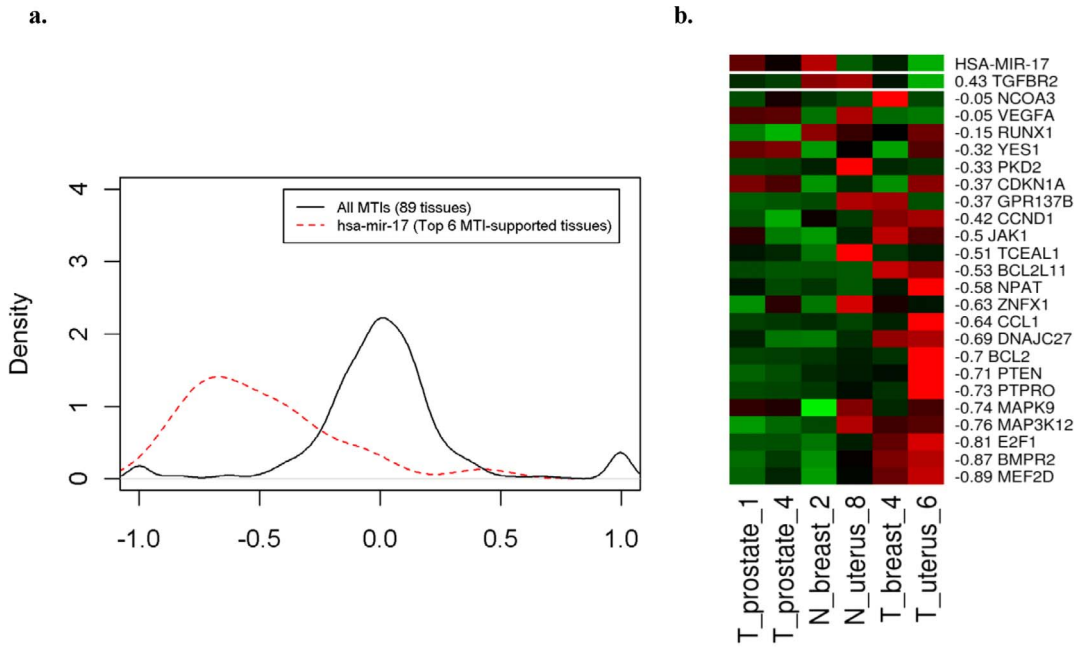 a.
Density
4
3
2
1
0
-1.0 -0.5 0.0 0.5 1.0
All MTIs (89 tissues)
hsa-mir-17 (Top 6 MTI-supported tissues)
b.
HSA-MIR-17
0.43 TGFBR2
-0.05 NCOA3
-0.05 VEGFA
-0.15 RUNX1
-0.32 YES1
-0.33 PKD2
-0.37 CDKN1A
-0.37 GPR137B
-0.42 CCND1
-0.5 JAK1
-0.51 TCEAL1
-0.53 BCL2L11
-0.58 NPAT
-0.63 ZNFX1
-0.64 CCL1
-0.69 DNAJC27
-0.7 BCL2
-0.71 PTEN
-0.73 PTPRO
-0.74 MAPK9
-0.76 MAP3K12
-0.81 E2F1
-0.87 BMPR2
-0.89 MEF2D
T_prostate_1
T_prostate_4
N_breast_2
N_uterus_8
T_breast_4
T_uterus_6